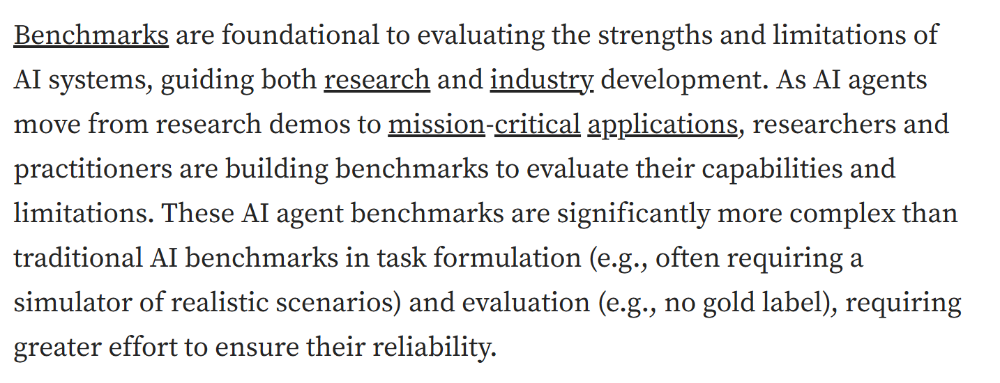 Benchmarks are foundational to evaluating the strengths and limitations of
AI systems, guiding both research and industry development. As AI agents
move from research demos to mission-critical applications, researchers and
practitioners are building benchmarks to evaluate their capabilities and
limitations. These AI agent benchmarks are significantly more complex than
traditional AI benchmarks in task formulation (e.g., often requiring a
simulator of realistic scenarios) and evaluation (e.g., no gold label), requiring
greater effort to ensure their reliability.